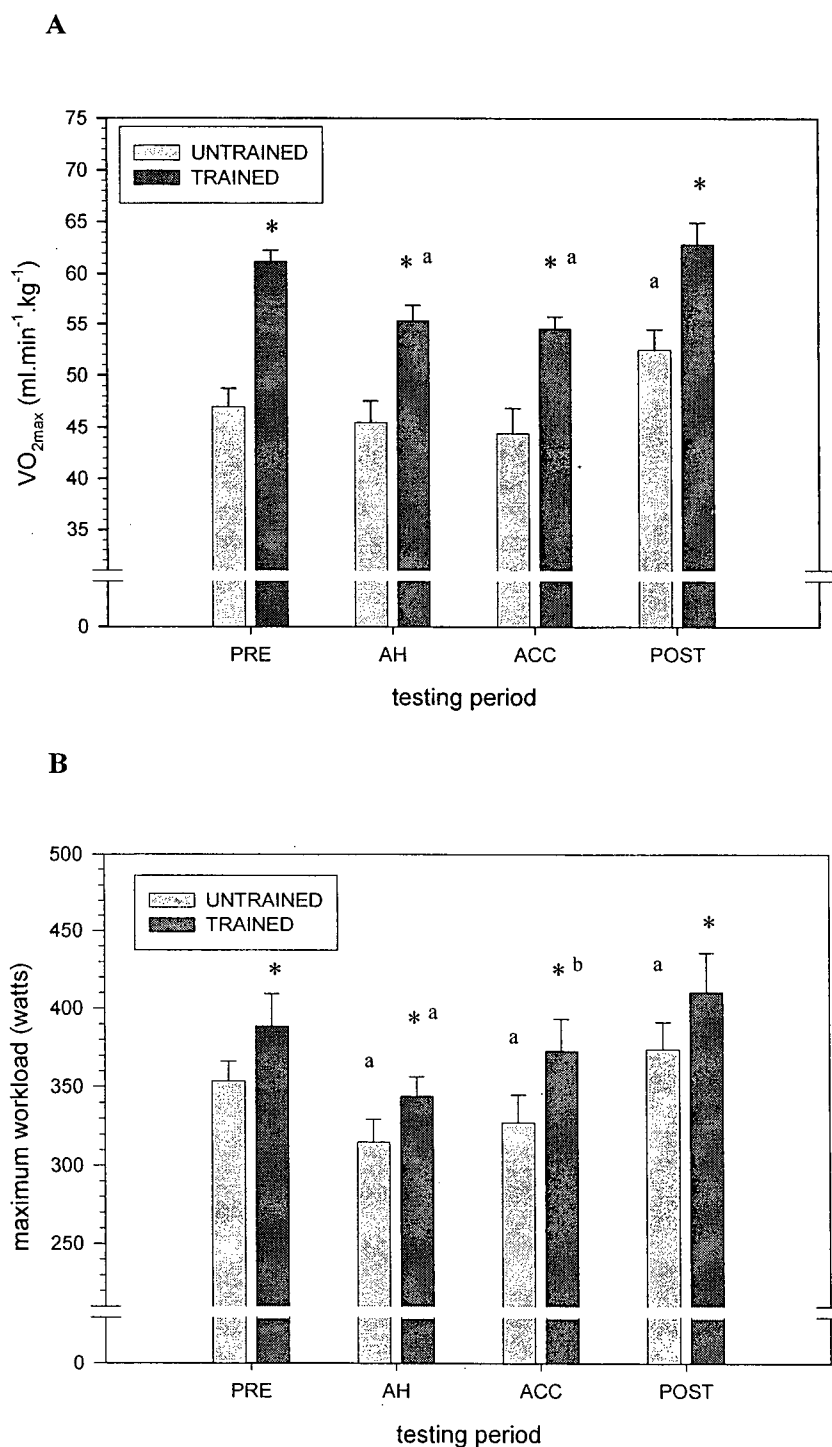 A
75
70
65
60
55
50
45
40
35
0
VO2max (ml.min-1.kg-1)
UNTRAINED
TRAINED
*
* a
* a
a
*
PRE AH ACC POST
testing period
B
500
450
400
350
300
250
0
maximum workload (watts)
UNTRAINED
TRAINED
*
a
* a
a
* b
a
*
PRE AH ACC POST
testing period